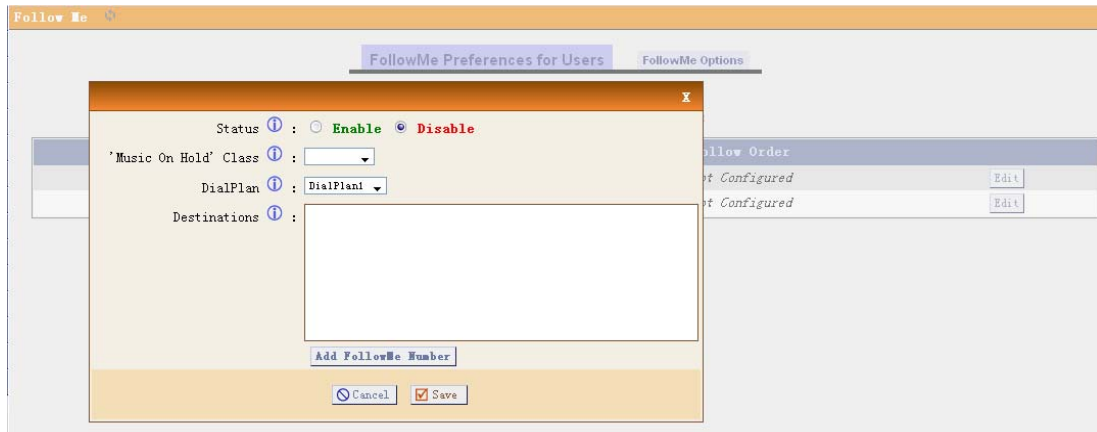 Follow Me
FollowMe Preferences for Users FollowMe Options
X
Status : Enable Disable
'Music On Hold' Class :
ollow Order
DialPlan : DialPlan1
ot Configured Edit
Destinations :
ot Configured Edit
Add FollowMe Number
Cancel Save